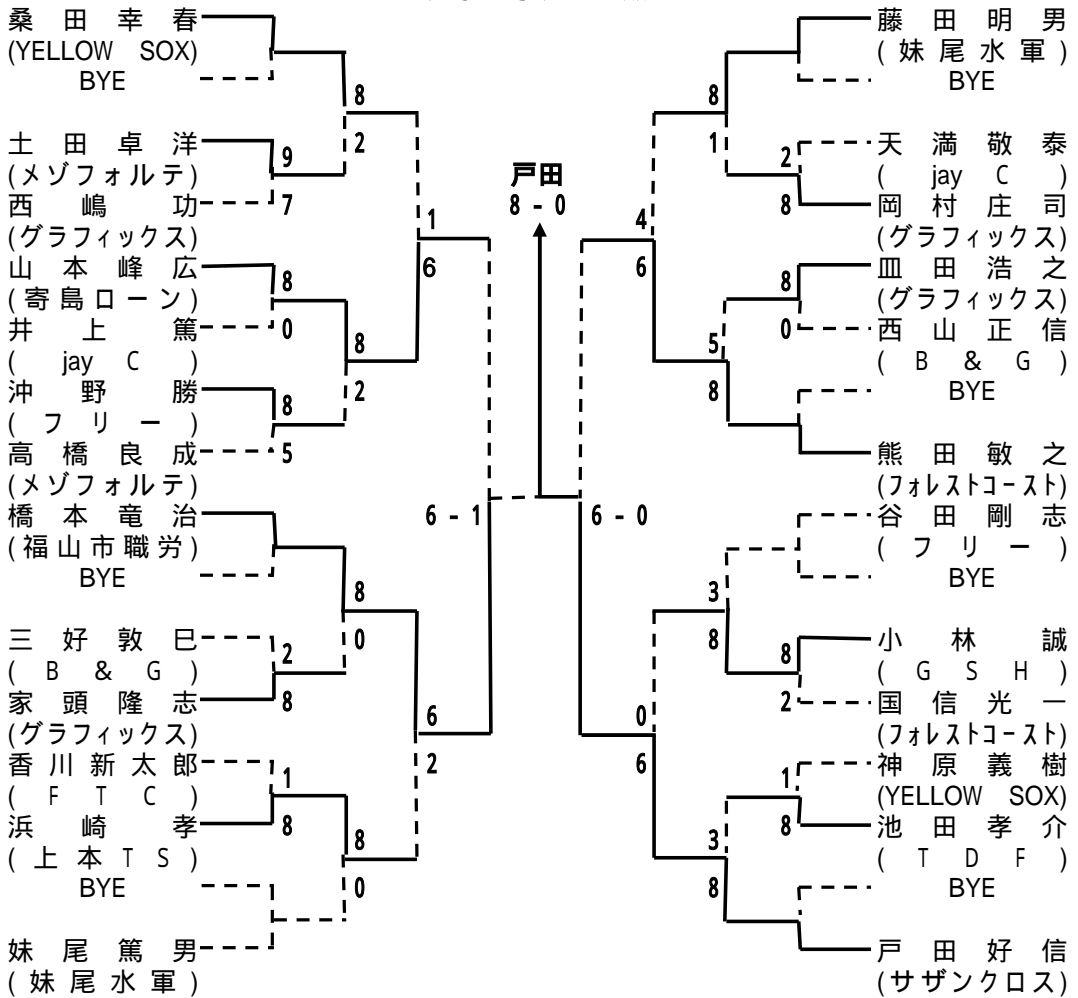 桑田幸春
(YELLOW SOX)
BYE
8
土田卓洋
9
2
(メゾフォルテ)
西嶋功
7
(グラフィックス)
1
山本峰広
6
(寄島ローン)
8
井上篤
0
( jay C )
8
沖野勝
2
(フリー)
8
高橋良成
5
(メゾフォルテ)
橋本竜治
6-1
(福山市職労)
BYE
8
三好敦巳
0
(B&G)
2
家頭隆志
8
(グラフィックス)
6
香川新太郎
2
(FTC)
1
浜崎孝
8
(上本TS)
8
BYE
0
妹尾篤男
(妹尾水軍)
戸田
8-0
藤田明男
(妹尾水軍)
BYE
8
天満敬泰
1
2
( jay C )
岡村庄司
8
(グラフィックス)
4
皿田浩之
6
8
(グラフィックス)
西山正信
0
(B&G)
5
BYE
8
熊田敏之
(フォレストコースト)
谷田剛志
6-0
(フリー)
BYE
3
小林誠
8
8
(GSH)
国信光一
2
(フォレストコースト)
0
神原義樹
6
1
(YELLOW SOX)
池田孝介
8
(TDF)
3
BYE
8
戸田好信
(サザンクロス)